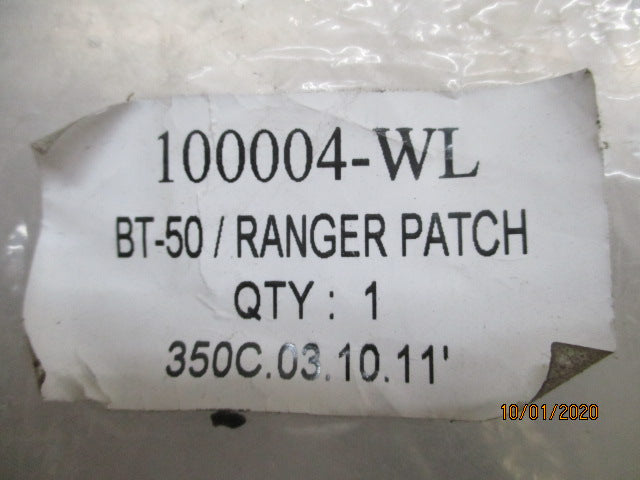 100004-WL
BT-50 / RANGER PATCH
QTY : 1
350C.03.10.11'
10/01/2020